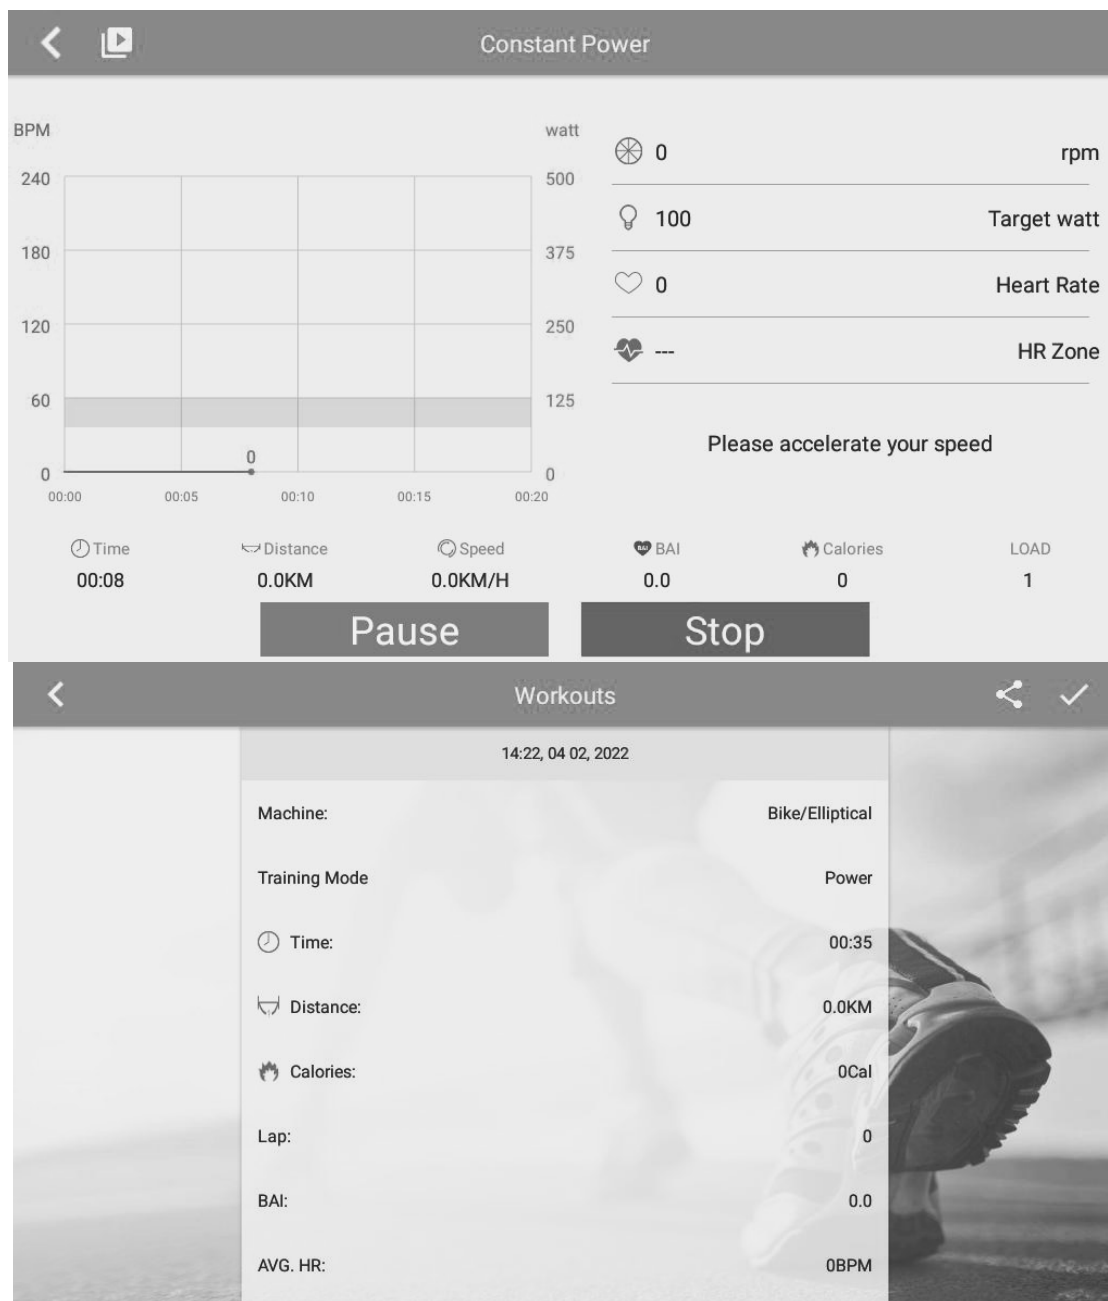 Constant Power
BPM
watt
240
180
120
60
0
500
375
250
125
0
0
00:00 00:05 00:10 00:15 00:20
0 rpm
100 Target watt
0 Heart Rate
--- HR Zone
Please accelerate your speed
Time Distance Speed BAI BAI Calories LOAD
00:08 0.0KM 0.0KM/H 0.0 0 1
Pause Stop
Workouts
14:22, 04 02, 2022
Machine: Bike/Elliptical
Training Mode Power
Time: 00:35
Distance: 0.0KM
Calories: 0Cal
Lap: 0
BAI: 0.0
AVG. HR: 0BPM